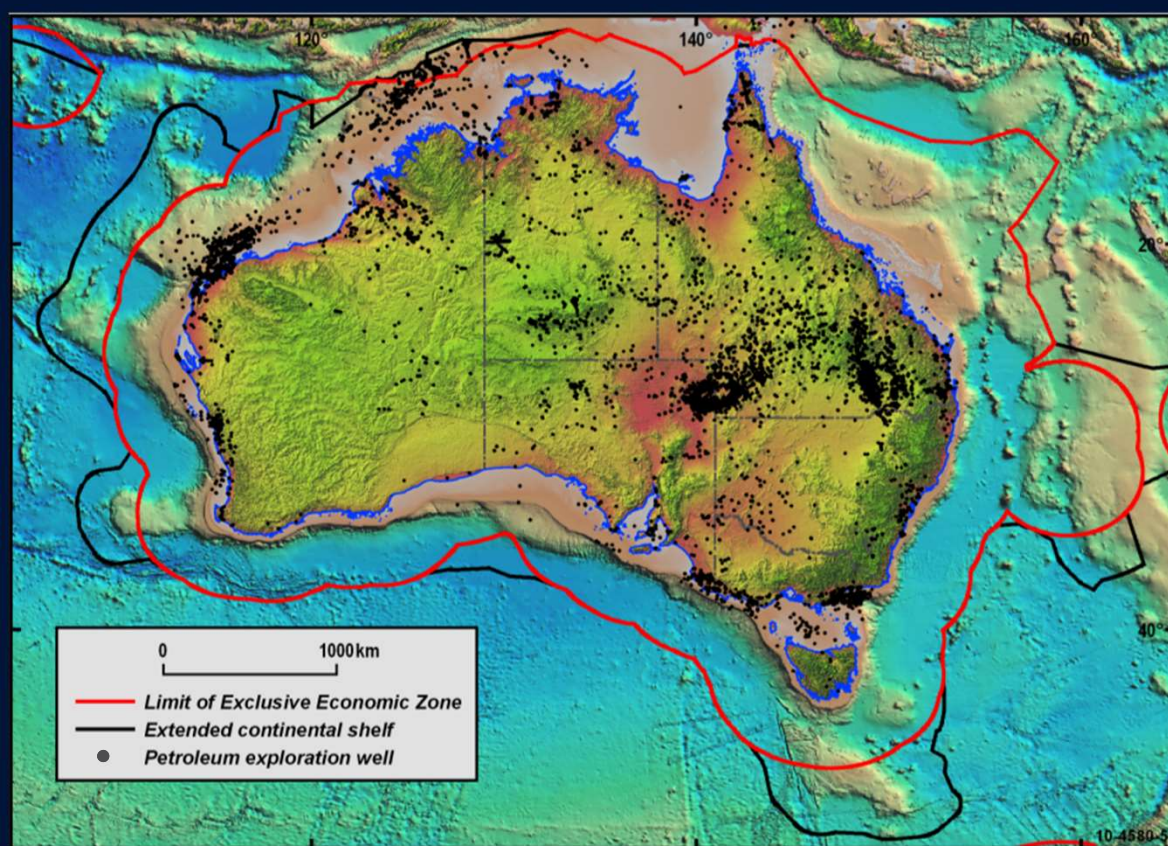 120°
140°
160°
20°
40°
0
1000km
Limit of Exclusive Economic Zone
Extended continental shelf
Petroleum exploration well
10-4580-5